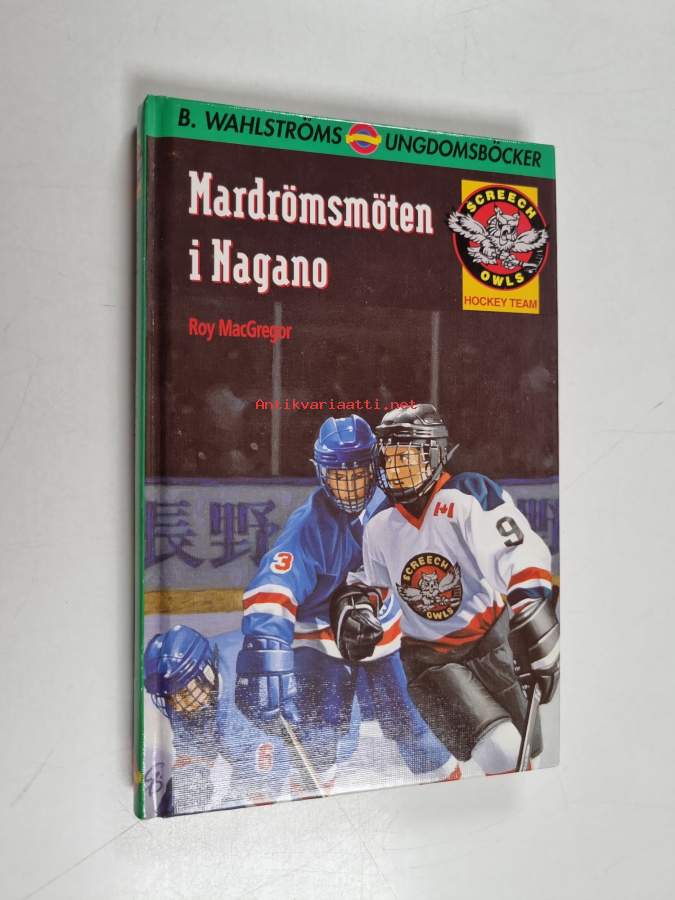 B. WAHLSTRÖMS UNGDOMSBÖCKER
Mardrömsmöten
i Nagano
SCREECH
OWLS
HOCKEY TEAM
Roy MacGregor
Antikvariaatti.net
長野
野
3
9
SCREECH
OWLS
6